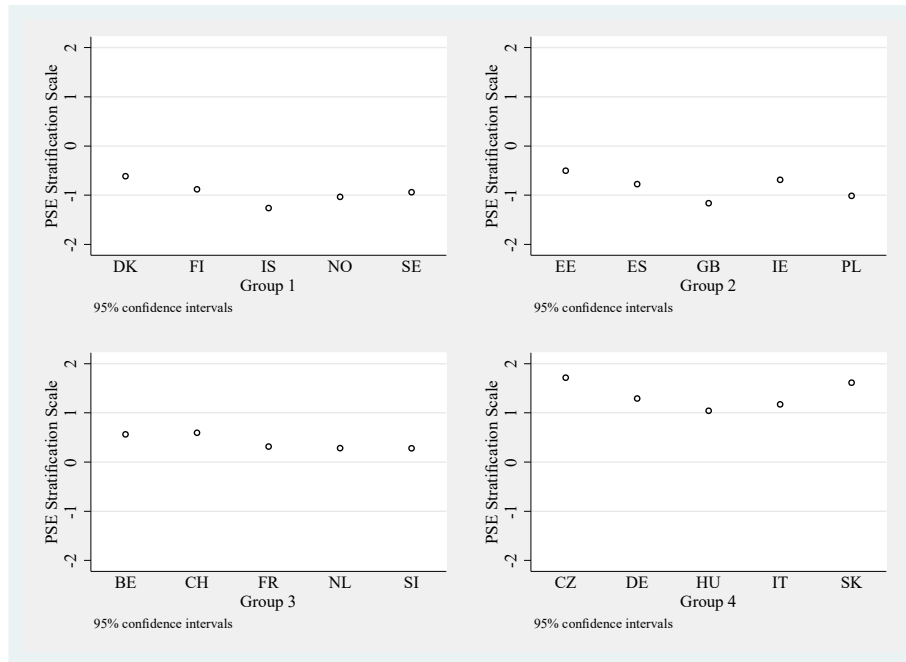 PSE Stratification Scale
2
1
0
-1
-2
DK FI IS NO SE
Group 1
95% confidence intervals
PSE Stratification Scale
2
1
0
-1
-2
EE ES GB IE PL
Group 2
95% confidence intervals
PSE Stratification Scale
2
1
0
-1
-2
BE CH FR NL SI
Group 3
95% confidence intervals
PSE Stratification Scale
2
1
0
-1
-2
CZ DE HU IT SK
Group 4
95% confidence intervals